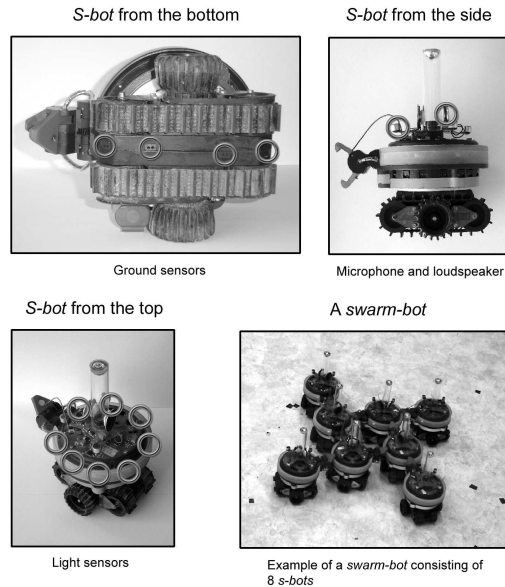 S-bot from the bottom
S-bot from the side
Ground sensors
Microphone and loudspeaker
S-bot from the top
A swarm-bot
Light sensors
Example of a swarm-bot consisting of
8 s-bots